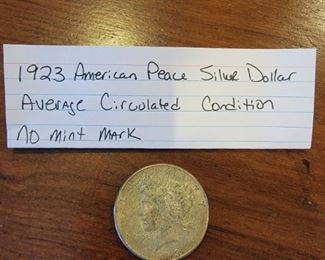 1923 American Peace Silver Dollar
Average Circulated Condition
No Mint Mark